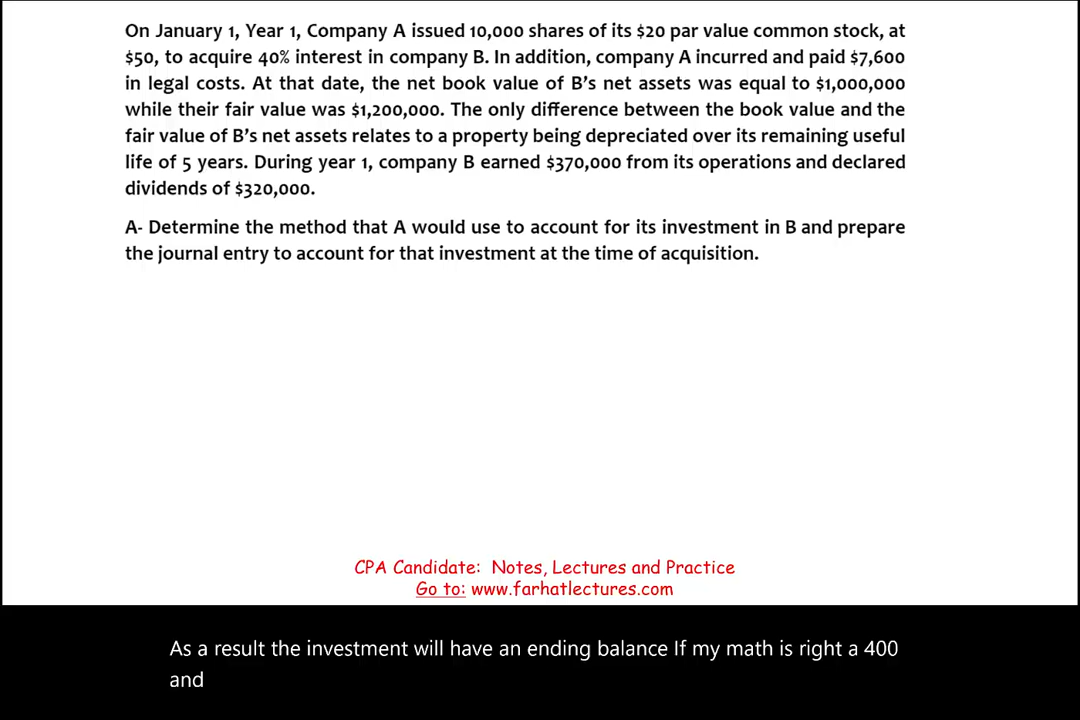 On January 1, Year 1, Company A issued 10,000 shares of its $20 par value common stock, at
$50, to acquire 40% interest in company B. In addition, company A incurred and paid $7,600
in legal costs. At that date, the net book value of B's net assets was equal to $1,000,000
while their fair value was $1,200,000. The only difference between the book value and the
fair value of B's net assets relates to a property being depreciated over its remaining useful
life of 5 years. During year 1, company B earned $370,000 from its operations and declared
dividends of $320,000.
A- Determine the method that A would use to account for its investment in B and prepare
the journal entry to account for that investment at the time of acquisition.
CPA Candidate: Notes, Lectures and Practice
Go to: www.farhatlectures.com
As a result the investment will have an ending balance If my math is right a 400
and